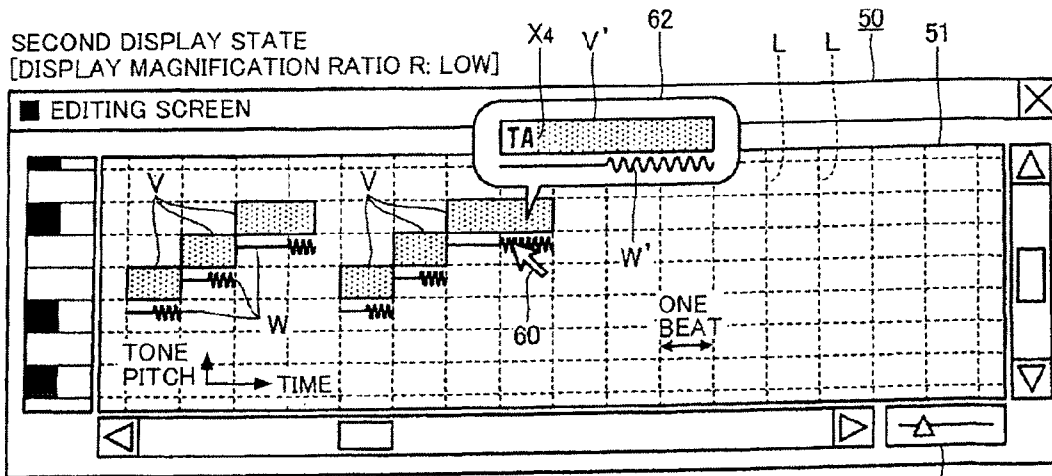 SECOND DISPLAY STATE
[DISPLAY MAGNIFICATION RATIO R: LOW]
X4 V' 62 L L 50 51
EDITING SCREEN
TA
V V
W'
W
60
ONE
BEAT
TONE
PITCH
TIME